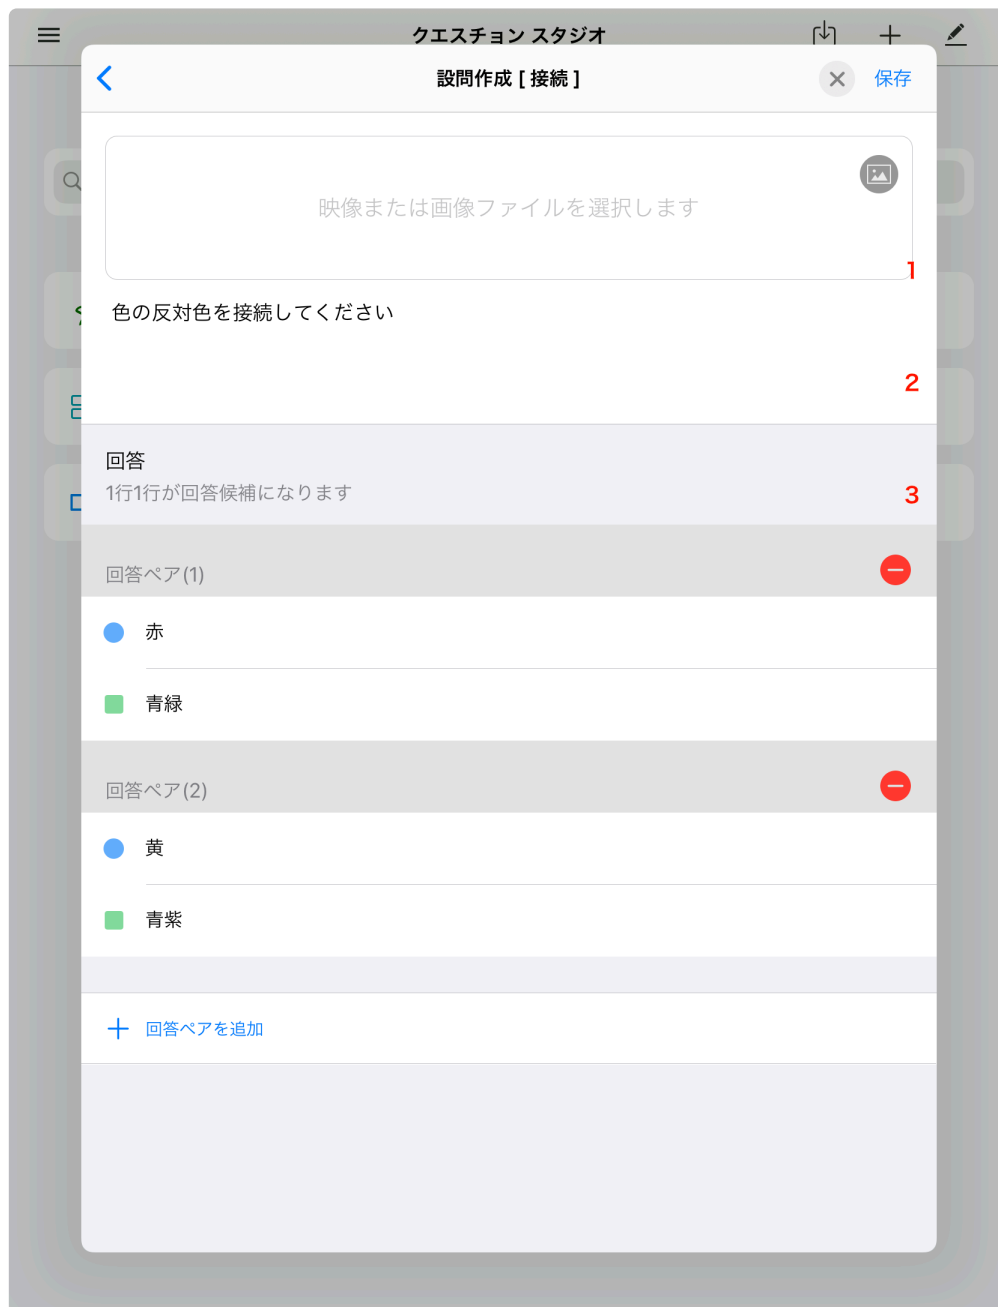 クエスチョン スタジオ
設問作成 [ 接続 ]
保存
映像または画像ファイルを選択します
1
色の反対色を接続してください
2
回答
1行1行が回答候補になります
3
回答ペア(1)
赤
青緑
回答ペア(2)
黄
青紫
回答ペアを追加